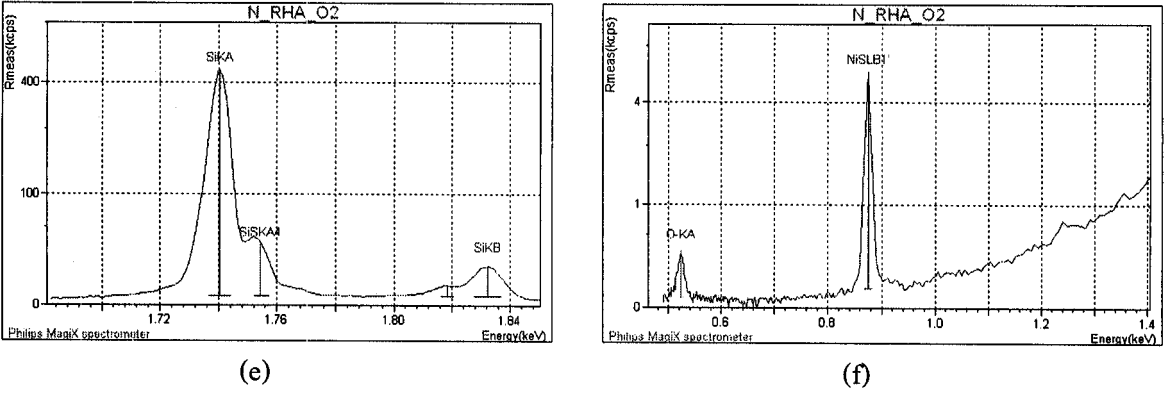 N_RHA_O2
Rmeas(kcps)
SiKA
400
100
SiSKA4
SiKB
0
1.72
1.76
1.80
1.84
Philips MagiX spectrometer
Energy(keV)
(e)
N_RHA_O2
Rmeas(kcps)
NiSLB1'
4
1
O-KA
0
0.6
0.8
1.0
1.2
1.4
Philips MagiX spectrometer
Energy(keV)
(f)